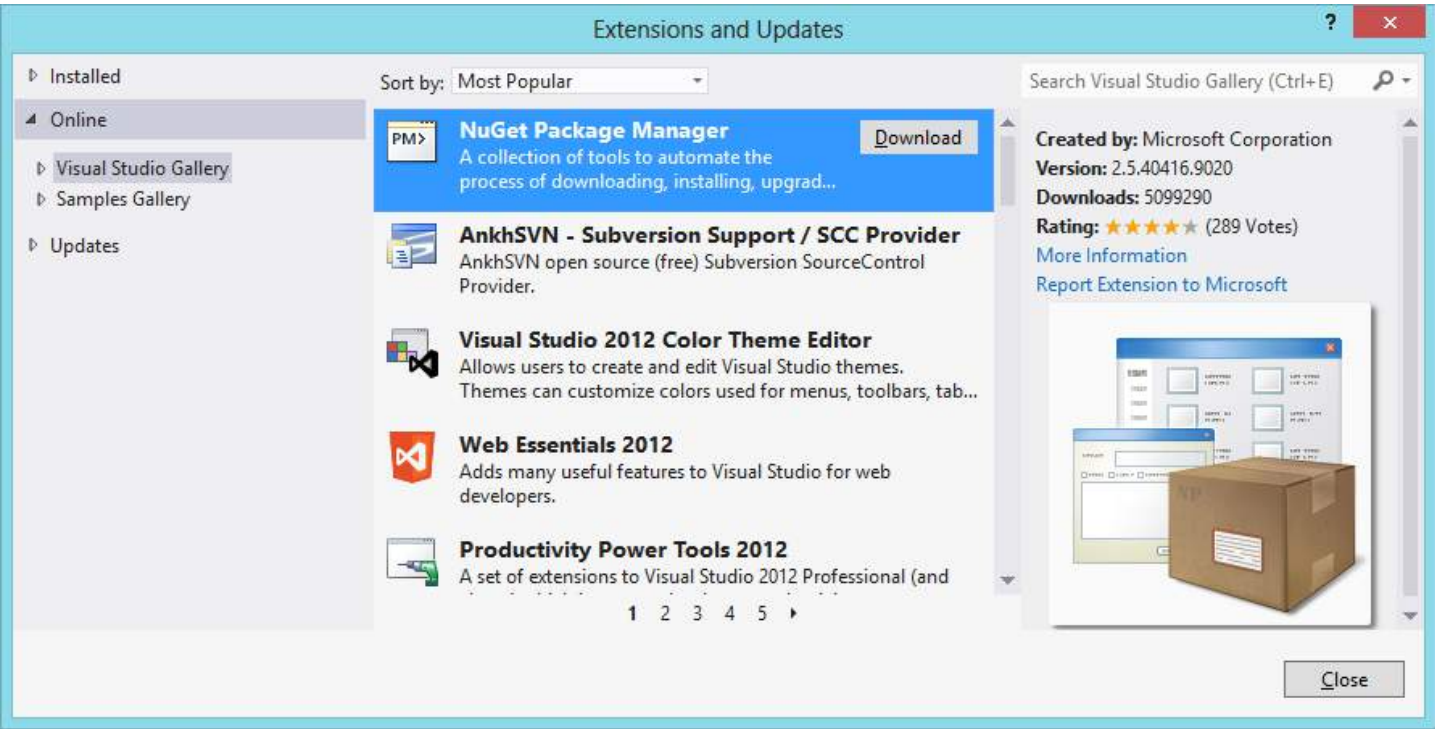 Extensions and Updates
?
Installed
Online
Visual Studio Gallery
Samples Gallery
Updates
Sort by: Most Popular
PM>
NuGet Package Manager
Download
A collection of tools to automate the
process of downloading, installing, upgrad...
AnkhSVN - Subversion Support / SCC Provider
AnkhSVN open source (free) Subversion SourceControl
Provider.
Visual Studio 2012 Color Theme Editor
Allows users to create and edit Visual Studio themes.
Themes can customize colors used for menus, toolbars, tab...
Web Essentials 2012
Adds many useful features to Visual Studio for web
developers.
Productivity Power Tools 2012
A set of extensions to Visual Studio 2012 Professional (and
1 2 3 4 5
Search Visual Studio Gallery (Ctrl+E)
Created by: Microsoft Corporation
Version: 2.5.40416.9020
Downloads: 5099290
Rating: (289 Votes)
More Information
Report Extension to Microsoft
Close